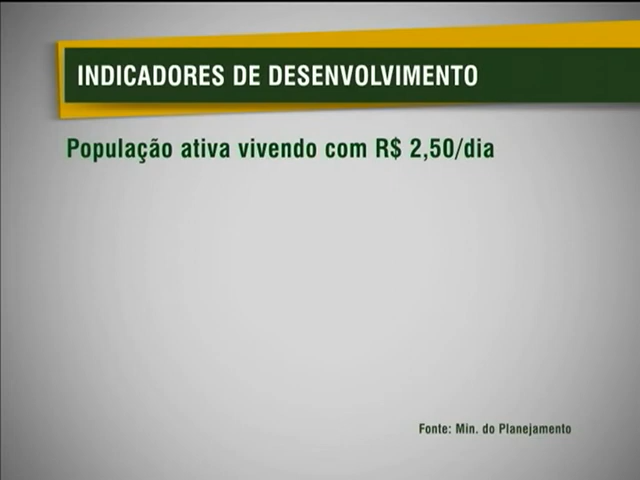 INDICADORES DE DESENVOLVIMENTO
População ativa vivendo com R$ 2,50/dia
Fonte: Min. do Planejamento